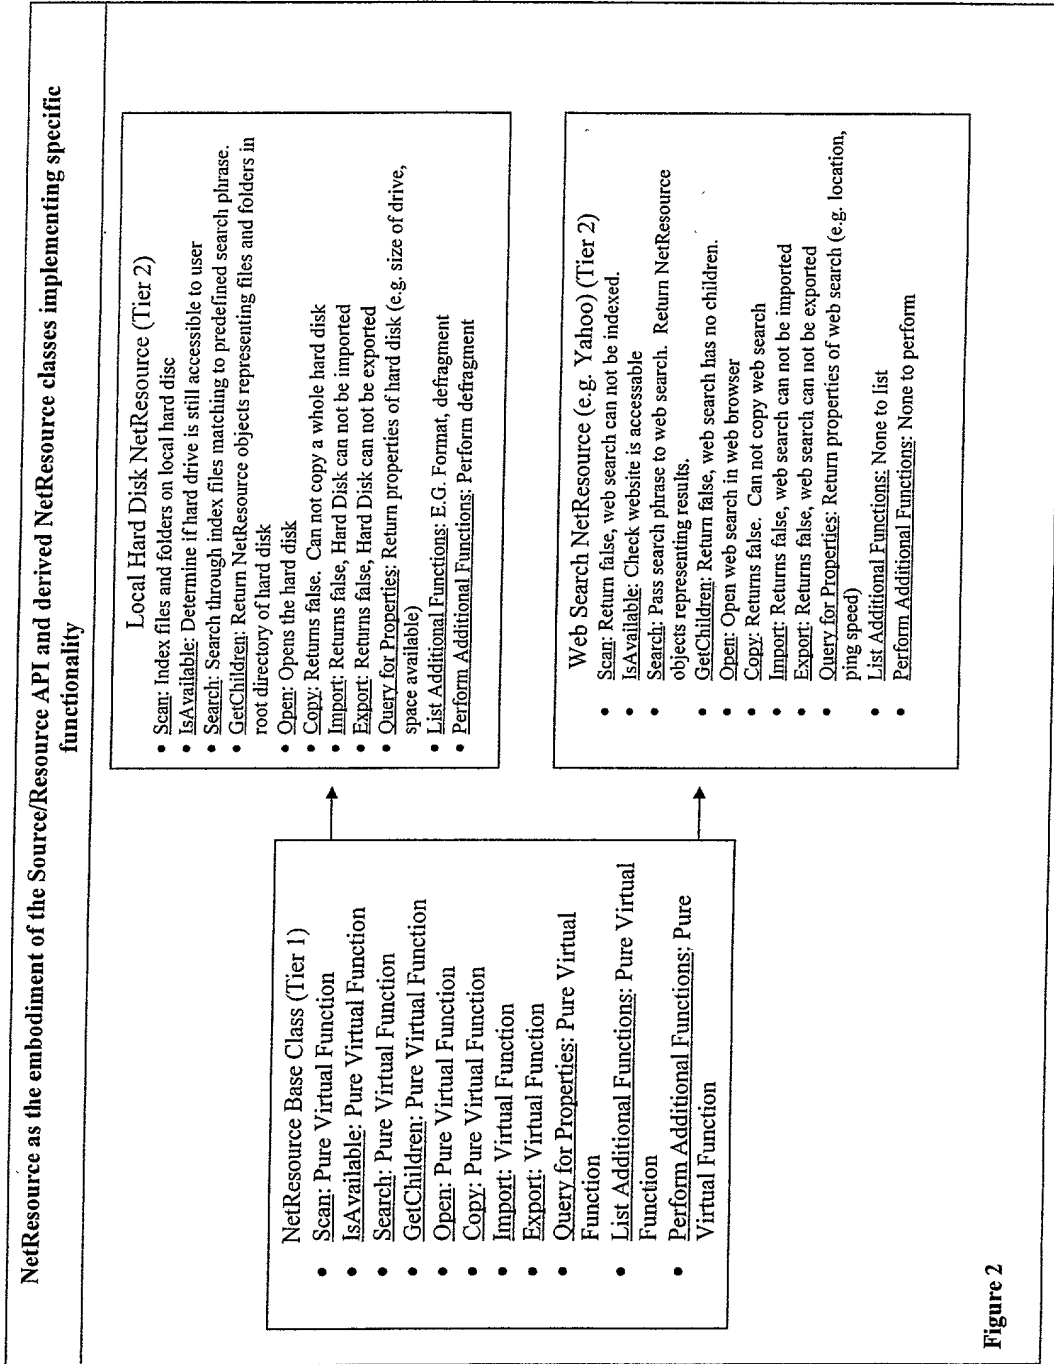 NetResource as the embodiment of the Source/Resource API and derived NetResource classes implementing specific
functionality
NetResource Base Class (Tier 1)
• Scan: Pure Virtual Function
• IsAvailable: Pure Virtual Function
• Search: Pure Virtual Function
• GetChildren: Pure Virtual Function
• Open: Pure Virtual Function
• Copy: Pure Virtual Function
• Import: Virtual Function
• Export: Virtual Function
• Query for Properties: Pure Virtual
Function
• List Additional Functions: Pure Virtual
Function
• Perform Additional Functions: Pure
Virtual Function
Local Hard Disk NetResource (Tier 2)
• Scan: Index files and folders on local hard disc
• IsAvailable: Determine if hard drive is still accessible to user
• Search: Search through index files matching to predefined search phrase.
• GetChildren: Return NetResource objects representing files and folders in
root directory of hard disk
• Open: Opens the hard disk
• Copy: Returns false. Can not copy a whole hard disk
• Import: Returns false, Hard Disk can not be imported
• Export: Returns false, Hard Disk can not be exported
• Query for Properties: Return properties of hard disk (e.g. size of drive,
space available)
• List Additional Functions: E.G. Format, defragment
• Perform Additional Functions: Perform defragment
Web Search NetResource (e.g. Yahoo) (Tier 2)
• Scan: Return false, web search can not be indexed.
• IsAvailable: Check website is accessable
• Search: Pass search phrase to web search. Return NetResource
objects representing results.
• GetChildren: Return false, web search has no children.
• Open: Open web search in web browser
• Copy: Returns false. Can not copy web search
• Import: Returns false, web search can not be imported
• Export: Returns false, web search can not be exported
• Query for Properties: Return properties of web search (e.g. location,
ping speed)
• List Additional Functions: None to list
• Perform Additional Functions: None to perform
Figure 2